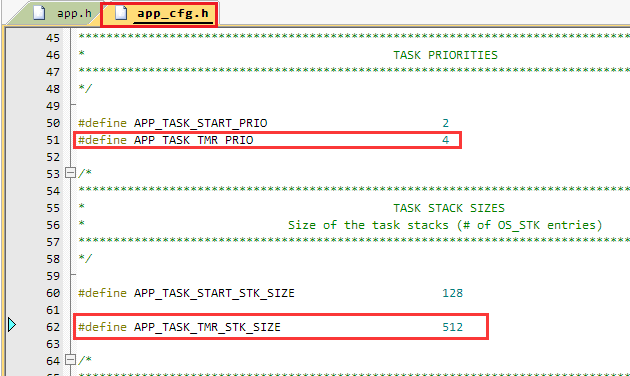 app.h app_cfg.h
45 *******************************************************************************
46 * TASK PRIORITIES
47 *******************************************************************************
48 */
49
50 #define APP_TASK_START_PRIO 2
51 #define APP_TASK_TMR_PRIO 4
52
53 /*
54 *******************************************************************************
55 * TASK STACK SIZES
56 * Size of the task stacks (# of OS_STK entries)
57 *******************************************************************************
58 */
59
60 #define APP_TASK_START_STK_SIZE 128
61
62 #define APP_TASK_TMR_STK_SIZE 512
63
64 /*